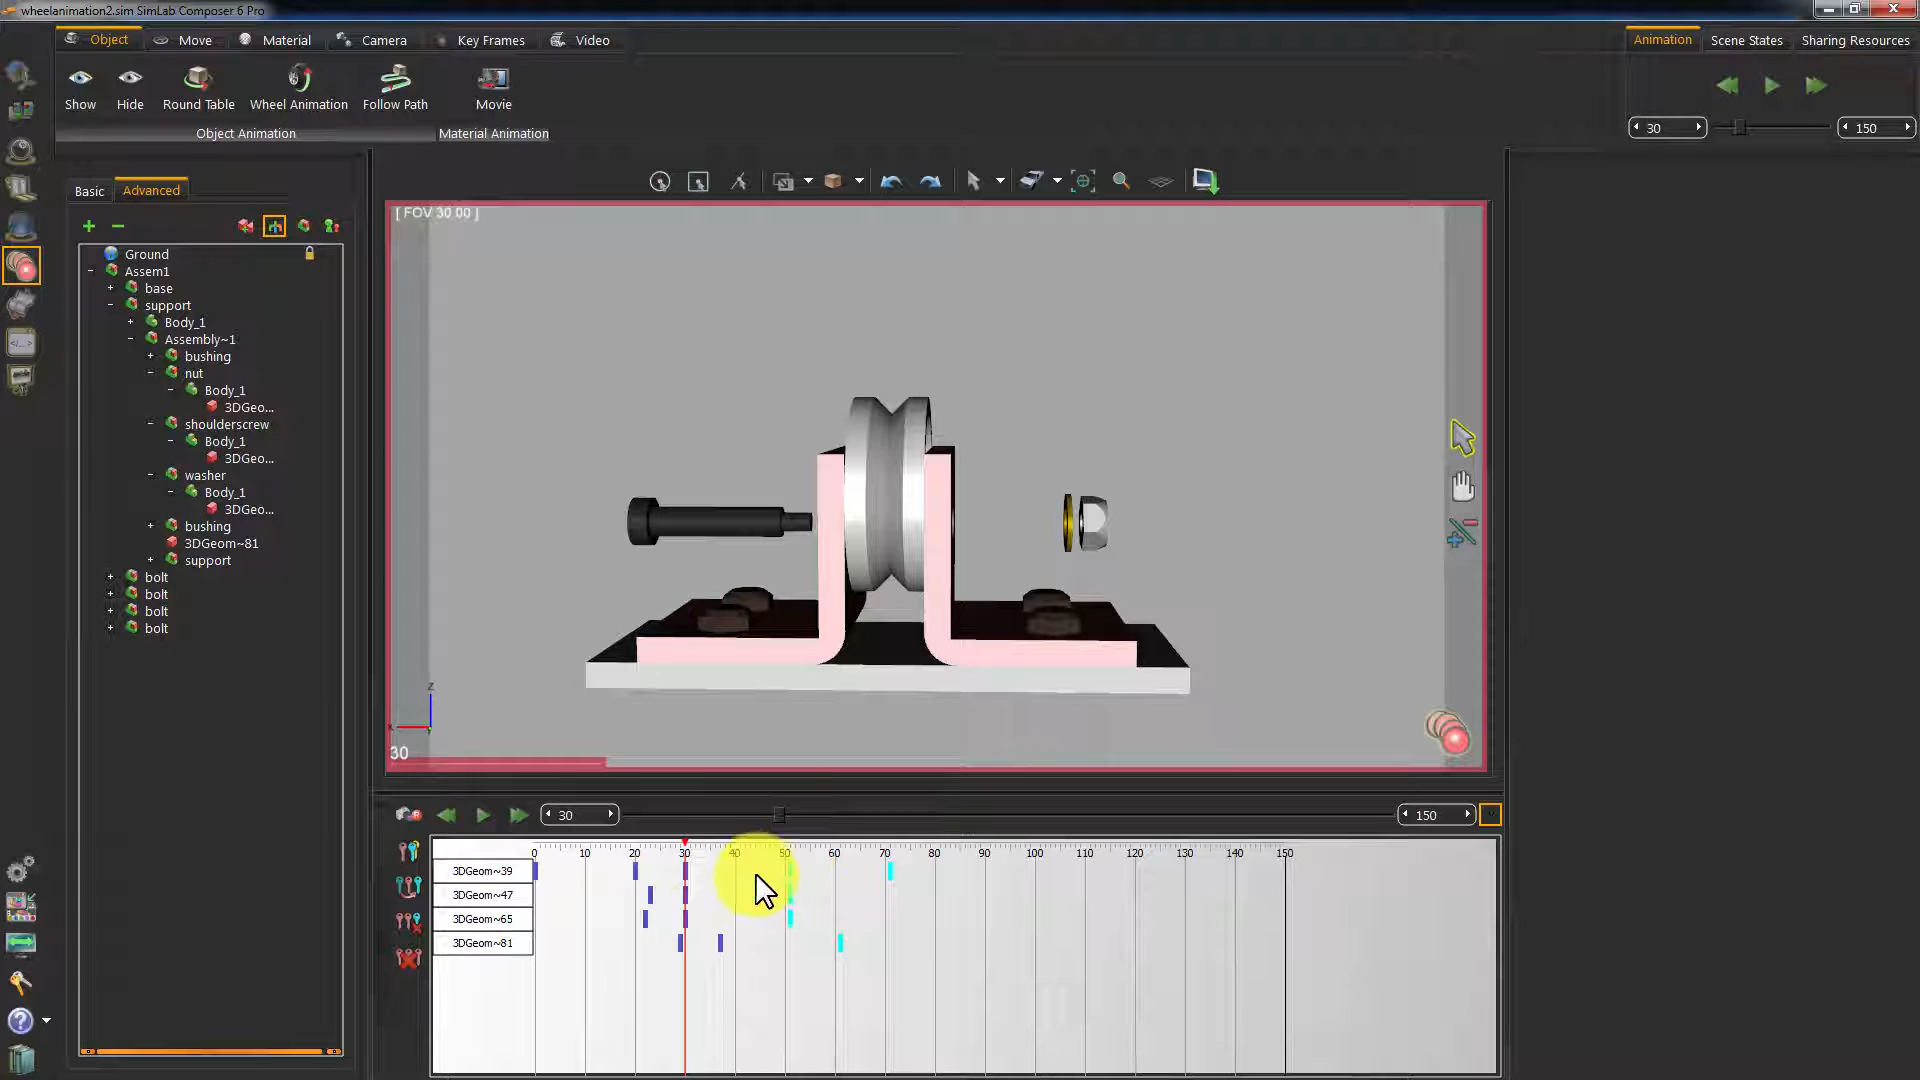 wheelanimation2.sim SimLab Composer 6 Pro
Object Move Material Camera Key Frames Video
Animation Scene States Sharing Resources
Show Hide Round Table Wheel Animation Follow Path Movie
Object Animation Material Animation
30 150
Basic Advanced
[ FOV 30 00 ]
Ground
Assem1
base
support
Body_1
Assembly~1
bushing
nut
Body_1
3DGeo...
shoulderscrew
Body_1
3DGeo...
washer
Body_1
3DGeo...
bushing
3DGeom~81
support
bolt
bolt
bolt
bolt
Z
X
30
30 150
0 10 20 30 40 50 60 70 80 90 100 110 120 130 140 150
3DGeom~39
3DGeom~47
3DGeom~65
3DGeom~81